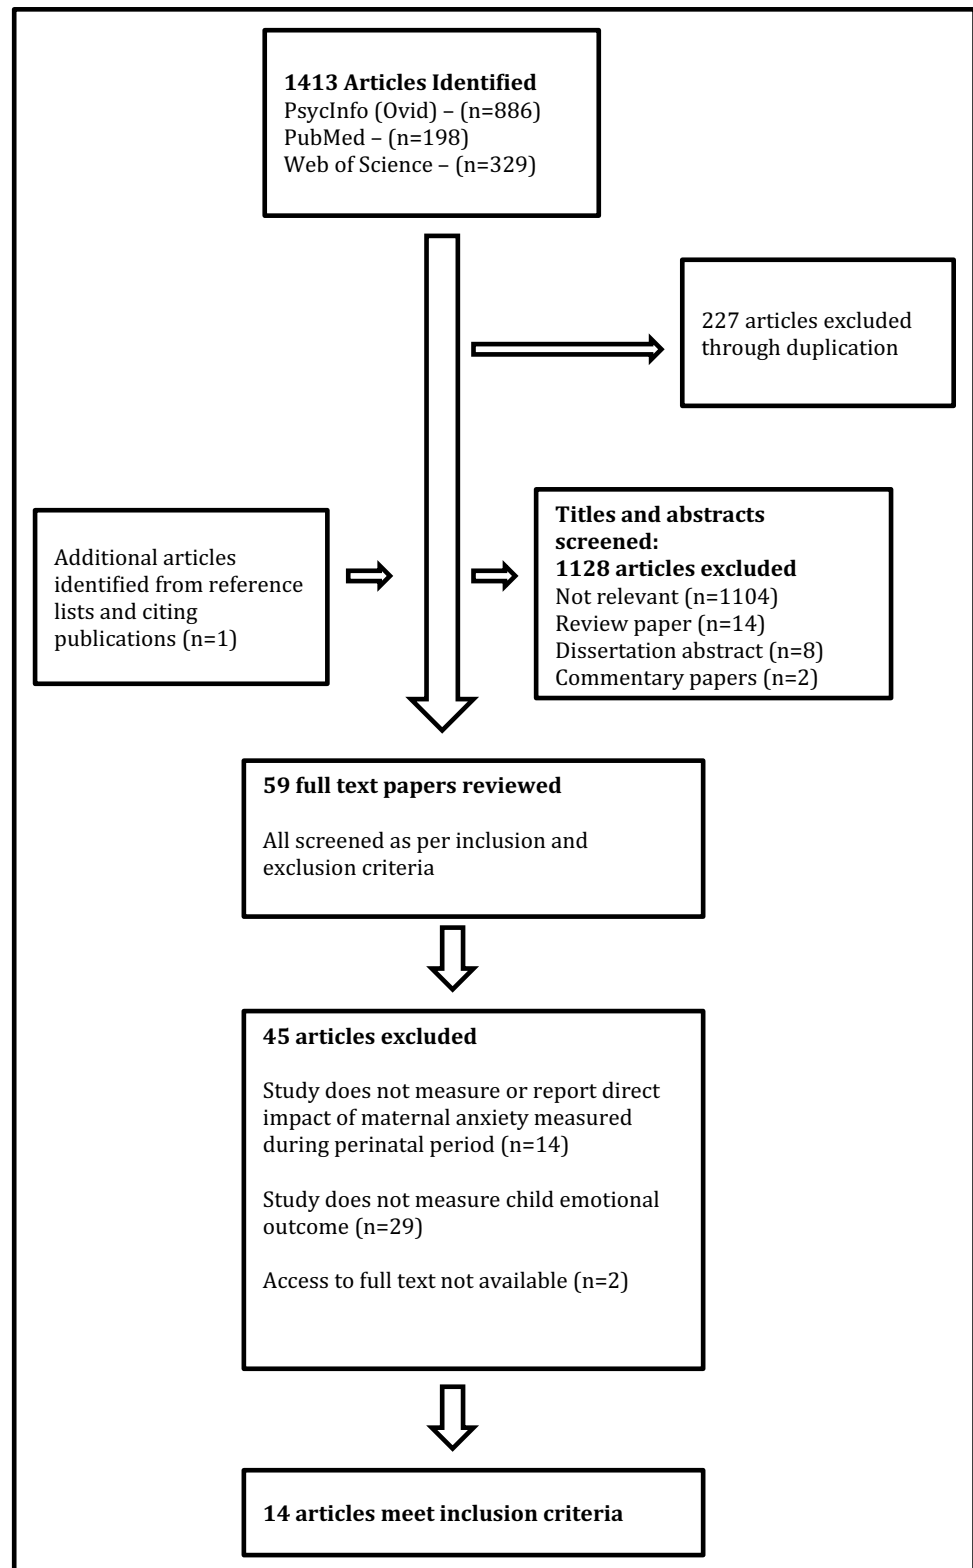 1413 Articles Identified
PsycInfo (Ovid) – (n=886)
PubMed – (n=198)
Web of Science – (n=329)
227 articles excluded
through duplication
Additional articles
identified from reference
lists and citing
publications (n=1)
Titles and abstracts
screened:
1128 articles excluded
Not relevant (n=1104)
Review paper (n=14)
Dissertation abstract (n=8)
Commentary papers (n=2)
59 full text papers reviewed
All screened as per inclusion and
exclusion criteria
45 articles excluded
Study does not measure or report direct
impact of maternal anxiety measured
during perinatal period (n=14)
Study does not measure child emotional
outcome (n=29)
Access to full text not available (n=2)
14 articles meet inclusion criteria